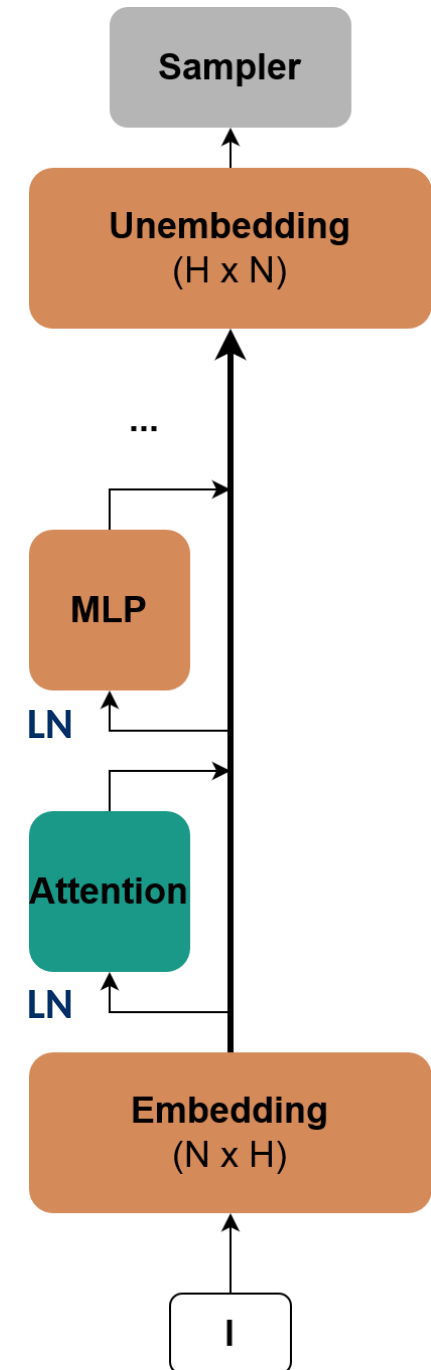 Sampler
Unembedding
(H x N)
...
MLP
LN
Attention
LN
Embedding
(N x H)
I